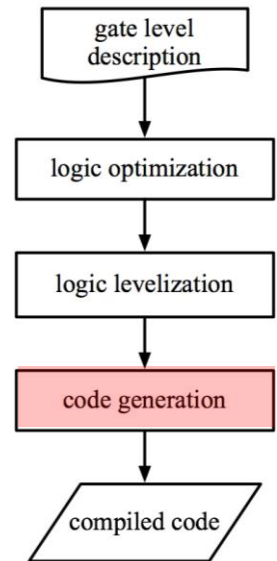 gate level
description
logic optimization
logic levelization
code generation
compiled code